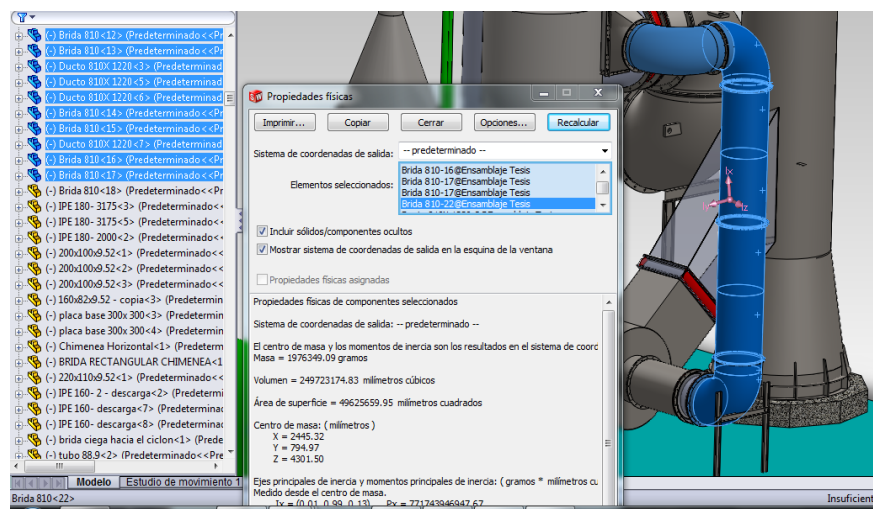 (-) Brida 810<12> (Predeterminado<<Pr
(-) Brida 810<13> (Predeterminado<<Pr
(-) Ducto 810X 1220<3> (Predeterminad
(-) Ducto 810X 1220<5> (Predeterminad
(-) Ducto 810X 1220<6> (Predeterminad
(-) Brida 810<14> (Predeterminado<<Pr
(-) Brida 810<15> (Predeterminado<<Pr
(-) Ducto 810X 1220<7> (Predeterminad
(-) Brida 810<16> (Predeterminado<<Pr
(-) Brida 810<17> (Predeterminado<<Pr
(-) Brida 810<18> (Predeterminado<<Pr
(-) IPE 180- 3175<3> (Predeterminado<
(-) IPE 180- 3175<5> (Predeterminado<
(-) IPE 180- 2000<2> (Predeterminado<
(-) 200x100x9.52<1> (Predeterminado<<
(-) 200x100x9.52<2> (Predeterminado<<
(-) 200x100x9.52<3> (Predeterminado<<
(-) 160x82x9.52 - copia<3> (Predetermin
(-) placa base 300x 300<3> (Predetermin
(-) placa base 300x 300<4> (Predetermin
(-) Chimenea Horizontal<1> (Predeterm
(-) BRIDA RECTANGULAR CHIMENEA<1
(-) 220x110x9.52<1> (Predeterminado<<
(-) IPE 160- 2 - descarga<2> (Predetermi
(-) IPE 160- descarga<7> (Predeterminad
(-) IPE 160- descarga<8> (Predeterminad
(-) brida ciega hacia el ciclon<1> (Prede
(-) tubo 88.9<2> (Predeterminado<<Pre
Modelo Estudio de movimiento 1
Brida 810<22>
Propiedades físicas
Imprimir... Copiar Cerrar Opciones... Recalcular
Sistema de coordenadas de salida: -- predeterminado --
Elementos seleccionados:
Brida 810-16@Ensamblaje Tesis
Brida 810-17@Ensamblaje Tesis
Brida 810-17@Ensamblaje Tesis
Brida 810-22@Ensamblaje Tesis
Incluir sólidos/componentes ocultos
Mostrar sistema de coordenadas de salida en la esquina de la ventana
Propiedades físicas asignadas
Propiedades físicas de componentes seleccionados
Sistema de coordenadas de salida: -- predeterminado --
El centro de masa y los momentos de inercia son los resultados en el sistema de coord
Masa = 1976349.09 gramos
Volumen = 249723174.83 milímetros cúbicos
Área de superficie = 49625659.95 milímetros cuadrados
Centro de masa: ( milímetros )
X = 2445.32
Y = 794.97
Z = 4301.50
Ejes principales de inercia y momentos principales de inercia: ( gramos * milímetros cu
Medido desde el centro de masa.
Ix = (0.01, 0.99, 0.13) Px = 771743946947.67
Insuficient